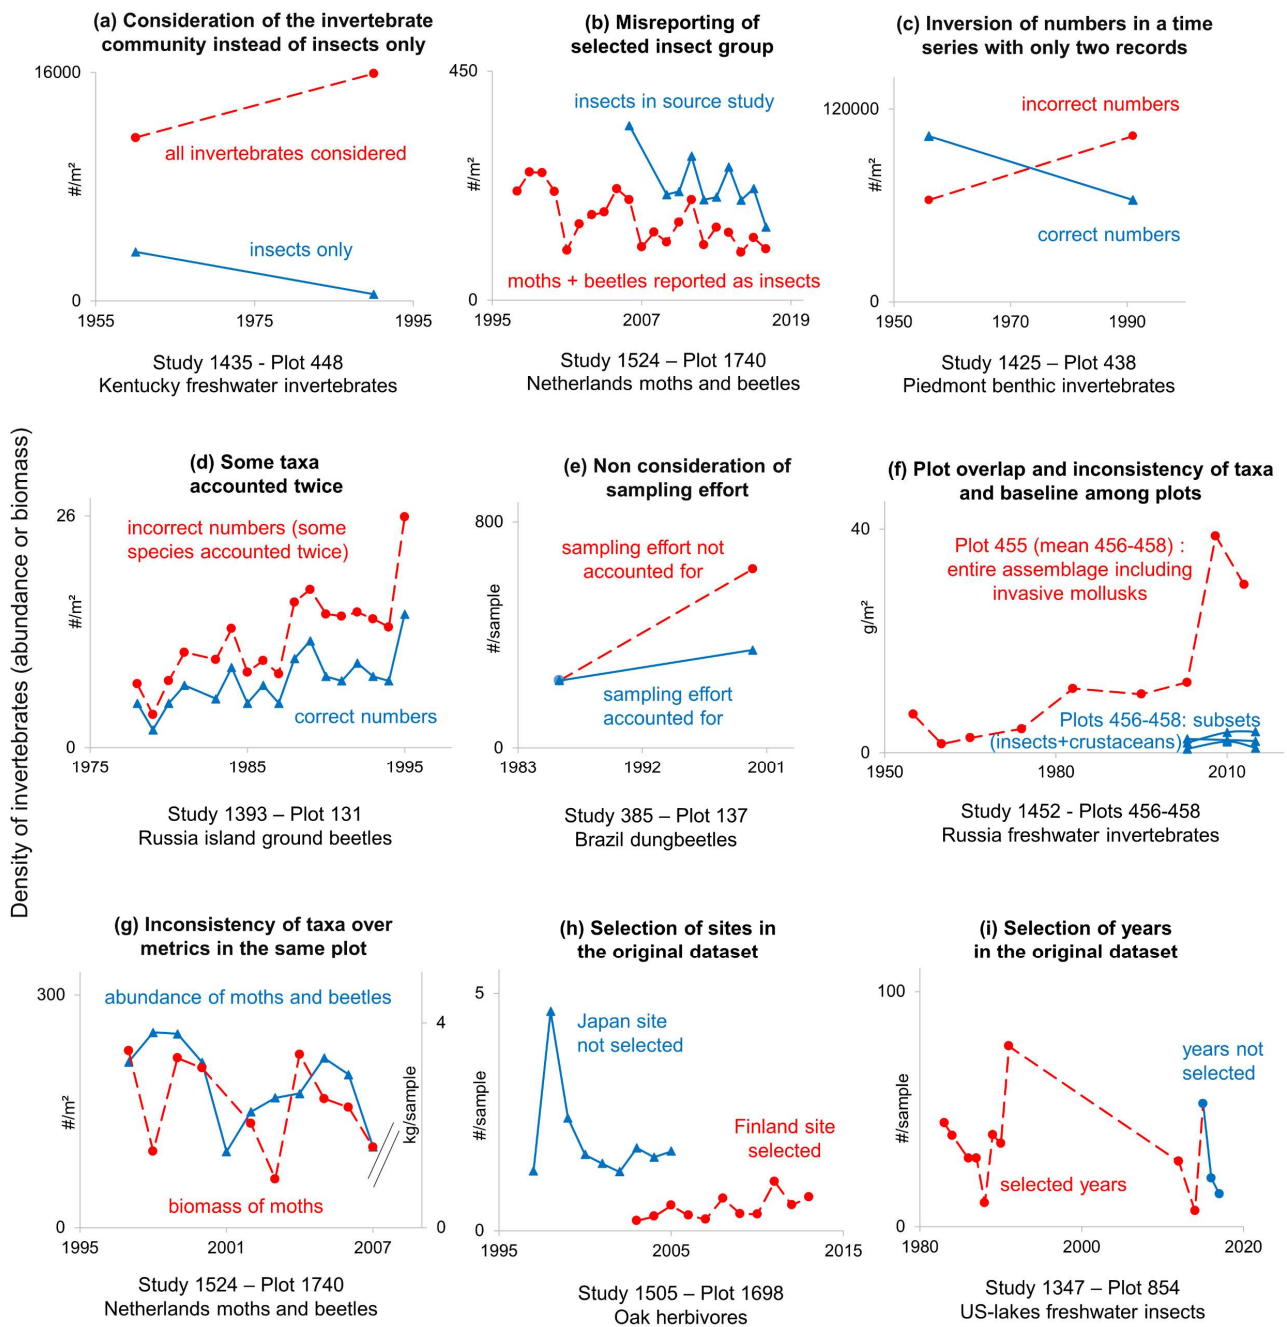 Density of invertebrates (abundance or biomass)
(a) Consideration of the invertebrate
community instead of insects only
16000
#/m²
0
all invertebrates considered
insects only
1955
1975
1995
Study 1435 - Plot 448
Kentucky freshwater invertebrates
(b) Misreporting of
selected insect group
450
#/m²
0
insects in source study
moths + beetles reported as insects
1995
2007
2019
Study 1524 – Plot 1740
Netherlands moths and beetles
(c) Inversion of numbers in a time
series with only two records
120000
#/m²
0
incorrect numbers
correct numbers
1950
1970
1990
Study 1425 – Plot 438
Piedmont benthic invertebrates
(d) Some taxa
accounted twice
26
#/m²
0
incorrect numbers (some
species accounted twice)
correct numbers
1975
1985
1995
Study 1393 – Plot 131
Russia island ground beetles
(e) Non consideration of
sampling effort
800
#/sample
0
sampling effort not
accounted for
sampling effort
accounted for
1983
1992
2001
Study 385 – Plot 137
Brazil dungbeetles
(f) Plot overlap and inconsistency of taxa
and baseline among plots
40
g/m²
0
Plot 455 (mean 456-458) :
entire assemblage including
invasive mollusks
Plots 456-458: subsets
(insects+crustaceans)
1950
1980
2010
Study 1452 - Plots 456-458
Russia freshwater invertebrates
(g) Inconsistency of taxa over
metrics in the same plot
300
#/m²
0
abundance of moths and beetles
biomass of moths
4
kg/sample
0
1995
2001
2007
Study 1524 – Plot 1740
Netherlands moths and beetles
(h) Selection of sites in
the original dataset
5
#/sample
0
Japan site
not selected
Finland site
selected
1995
2005
2015
Study 1505 – Plot 1698
Oak herbivores
(i) Selection of years
in the original dataset
100
#/sample
0
years not
selected
selected years
1980
2000
2020
Study 1347 – Plot 854
US-lakes freshwater insects